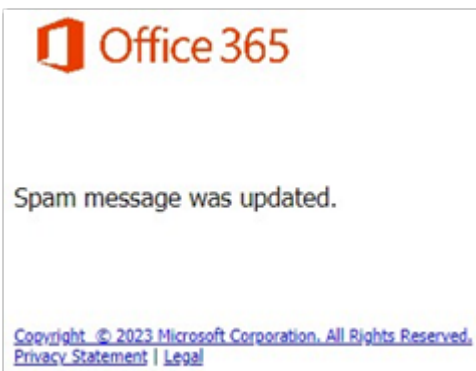 Office 365
Spam message was updated.
Copyright © 2023 Microsoft Corporation. All Rights Reserved.
Privacy Statement | Legal